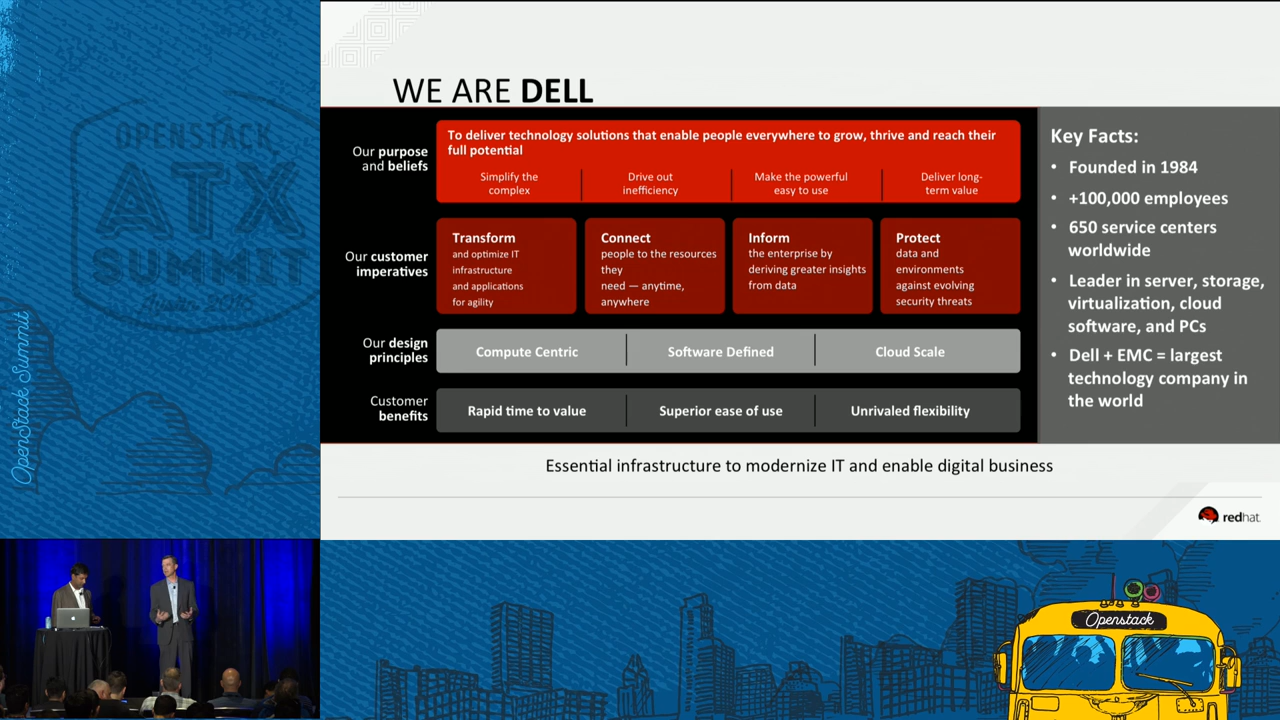 OPENSTACK
ATX
SUMMIT
Austin
OpenStack Summit
WE ARE DELL
Our purpose
and beliefs
To deliver technology solutions that enable people everywhere to grow, thrive and reach their
full potential
Simplify the
complex
Drive out
inefficiency
Make the powerful
easy to use
Deliver long-
term value
Our customer
imperatives
Transform
and optimize IT
infrastructure
and applications
for agility
Connect
people to the resources
they
need — anytime,
anywhere
Inform
the enterprise by
deriving greater insights
from data
Protect
data and
environments
against evolving
security threats
Our design
principles
Compute Centric
Software Defined
Cloud Scale
Customer
benefits
Rapid time to value
Superior ease of use
Unrivaled flexibility
Key Facts:
• Founded in 1984
• +100,000 employees
• 650 service centers
worldwide
• Leader in server, storage,
virtualization, cloud
software, and PCs
• Dell + EMC = largest
technology company in
the world
Essential infrastructure to modernize IT and enable digital business
redhat.
Openstack